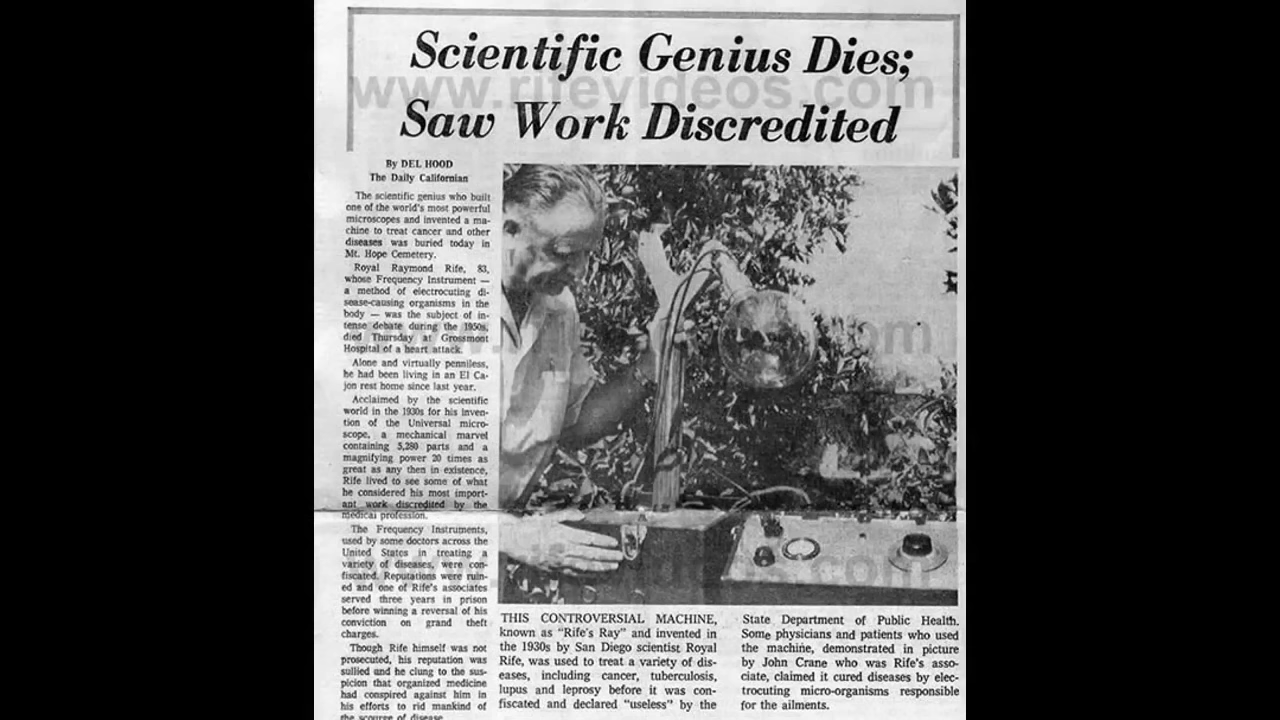 Scientific Genius Dies;
Saw Work Discredited
www.rifevideos.com
By DEL HOOD
The Daily Californian
The scientific genius who built
one of the world's most powerful
microscopes and invented a ma-
chine to treat cancer and other
diseases was buried today in
Mt. Hope Cemetery.
Royal Raymond Rife, 83,
whose Frequency Instrument —
a method of electrocuting di-
sease-causing organisms in the
body — was the subject of in-
tense debate during the 1950s,
died Thursday at Grossmont
Hospital of a heart attack.
Alone and virtually penniless,
he had been living in an El Ca-
jon rest home since last year.
Acclaimed by the scientific
world in the 1930s for his inven-
tion of the Universal micro-
scope, a mechanical marvel
containing 5,280 parts and a
magnifying power 20 times as
great as any then in existence,
Rife lived to see some of what
he considered his most import-
ant work discredited by the
medical profession.
The Frequency Instruments,
used by some doctors across the
United States in treating a
variety of diseases, were con-
fiscated. Reputations were ruin-
ed and one of Rife's associates
served three years in prison
before winning a reversal of his
conviction on grand theft
charges.
Though Rife himself was not
prosecuted, his reputation was
sullied and he clung to the sus-
picion that organized medicine
had conspired against him in
his efforts to rid mankind of
the scourge of disease.
THIS CONTROVERSIAL MACHINE,
known as "Rife's Ray" and invented in
the 1930s by San Diego scientist Royal
Rife, was used to treat a variety of dis-
eases, including cancer, tuberculosis,
lupus and leprosy before it was con-
fiscated and declared "useless" by the
State Department of Public Health.
Some physicians and patients who used
the machine, demonstrated in picture
by John Crane who was Rife's asso-
ciate, claimed it cured diseases by elec-
trocuting micro-organisms responsible
for the ailments.